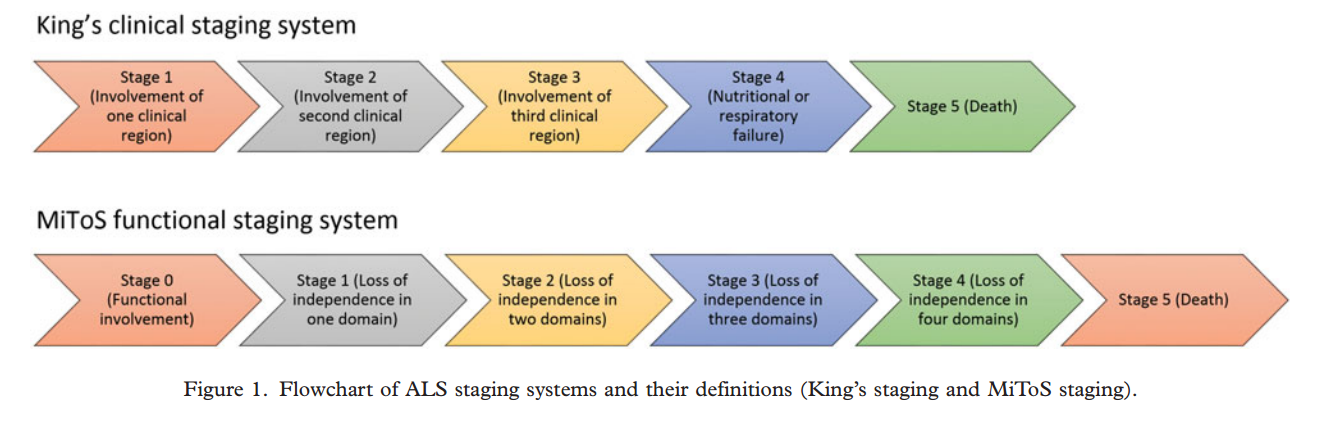 King's clinical staging system
Stage 1
(Involvement of
one clinical
region)
Stage 2
(Involvement of
second clinical
region)
Stage 3
(Involvement of
third clinical
region)
Stage 4
(Nutritional or
respiratory
failure)
Stage 5 (Death)
MiToS functional staging system
Stage 0
(Functional
involvement)
Stage 1 (Loss of
independence in
one domain)
Stage 2 (Loss of
independence in
two domains)
Stage 3 (Loss of
independence in
three domains)
Stage 4 (Loss of
independence in
four domains)
Stage 5 (Death)
Figure 1. Flowchart of ALS staging systems and their definitions (King's staging and MiToS staging).